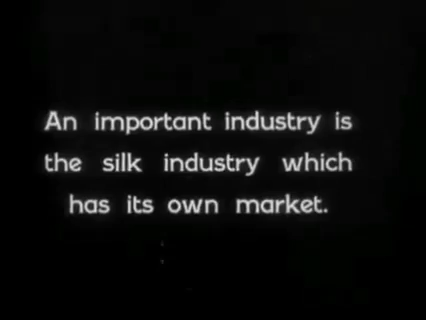 An important industry is
the silk industry which
has its own market.